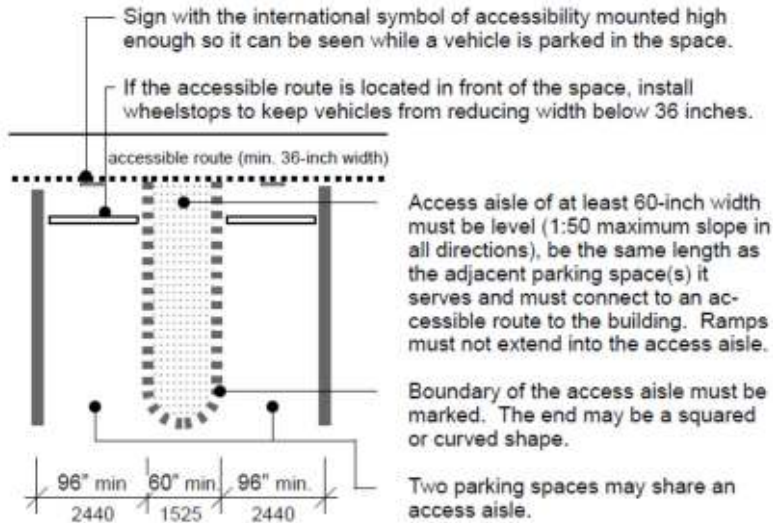 Sign with the international symbol of accessibility mounted high
enough so it can be seen while a vehicle is parked in the space.
If the accessible route is located in front of the space, install
wheelstops to keep vehicles from reducing width below 36 inches.
accessible route (min. 36-inch width)
Access aisle of at least 60-inch width
must be level (1:50 maximum slope in
all directions), be the same length as
the adjacent parking space(s) it
serves and must connect to an ac-
cessible route to the building. Ramps
must not extend into the access aisle.
Boundary of the access aisle must be
marked. The end may be a squared
or curved shape.
Two parking spaces may share an
access aisle.
96" min 60" min. 96" min.
2440 1525 2440